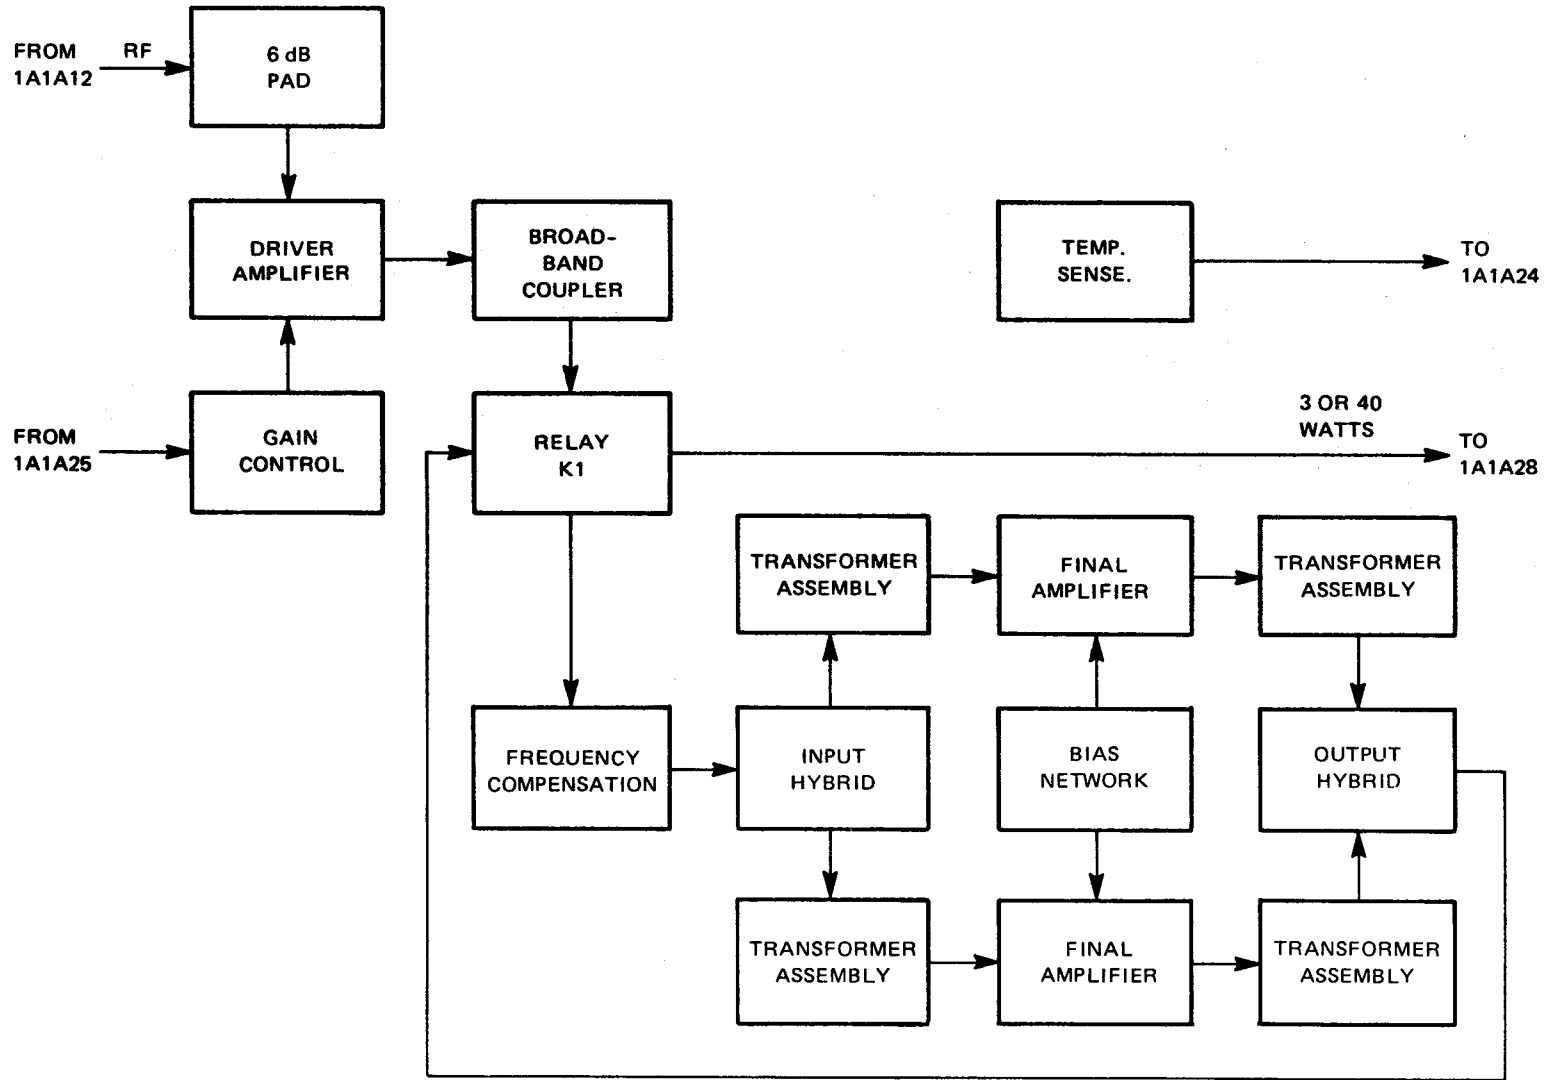 FROM
1A1A12
RF
6 dB
PAD
DRIVER
AMPLIFIER
BROAD-
BAND
COUPLER
TEMP.
SENSE.
TO
1A1A24
FROM
1A1A25
GAIN
CONTROL
RELAY
K1
3 OR 40
WATTS
TO
1A1A28
TRANSFORMER
ASSEMBLY
FINAL
AMPLIFIER
TRANSFORMER
ASSEMBLY
FREQUENCY
COMPENSATION
INPUT
HYBRID
BIAS
NETWORK
OUTPUT
HYBRID
TRANSFORMER
ASSEMBLY
FINAL
AMPLIFIER
TRANSFORMER
ASSEMBLY